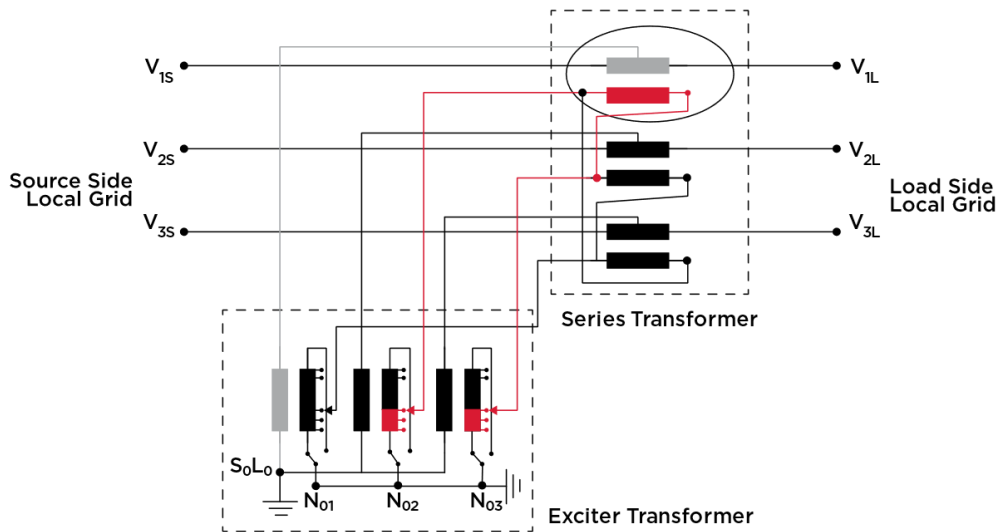 V1S
V1L
V2S
V2L
Source Side
Local Grid
Load Side
Local Grid
V3S
V3L
Series Transformer
S0L0
N01
N02
N03
Exciter Transformer